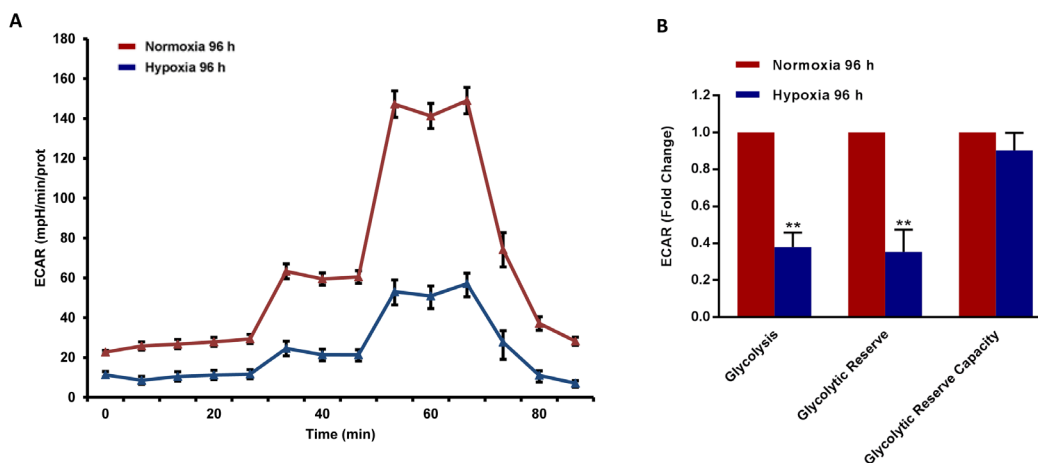 A
180
160
140
120
100
80
60
40
20
0
ECAR (mpH/min/prot
Normoxia 96 h
Hypoxia 96 h
0
20
40
60
80
Time (min)
B
Normoxia 96 h
Hypoxia 96 h
1.2
1.0
0.8
0.6
0.4
0.2
0.0
ECAR (Fold Change)
**
**
Glycolysis
Glycolytic Reserve
Glycolytic Reserve Capacity